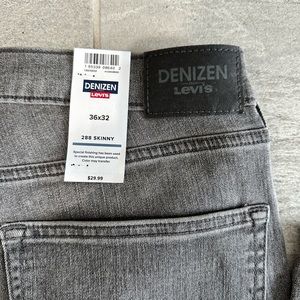 DENIZEN
Levi's
DENIZEN
Levi's
36x32
288 SKINNY
Special finishing has been used
to create this unique product.
Color may transfer
$29.99